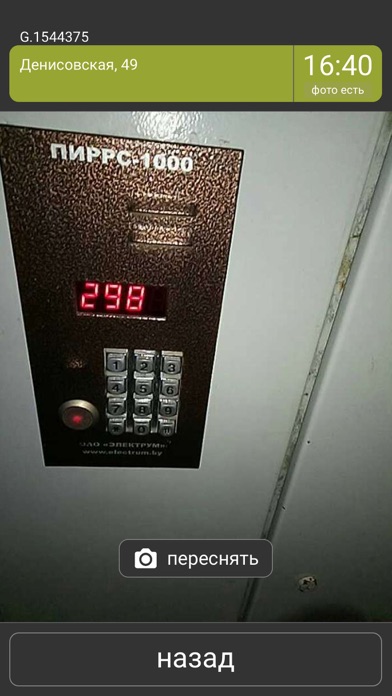 G.1544375
Денисовская, 49
16:40
фото есть
ПИРРС-1000
298
1 2 3
4 5 6
7 8 9
0
ОАО «ЭЛЕКТРУМ»
www.electrum.by
переснять
назад